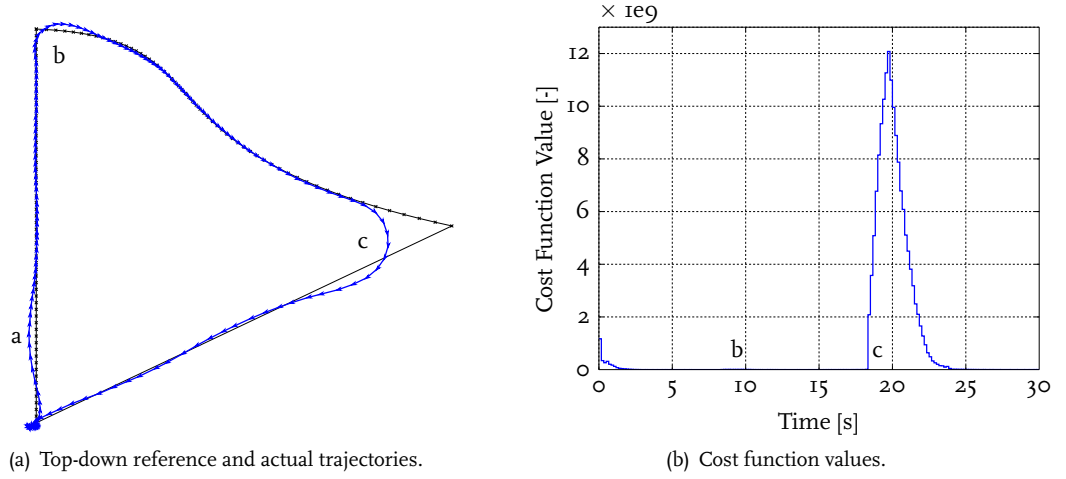 b
a
c
(a) Top-down reference and actual trajectories.
× 1e9
12
10
8
6
4
2
0
Cost Function Value [-]
b
c
0 5 10 15 20 25 30
Time [s]
(b) Cost function values.